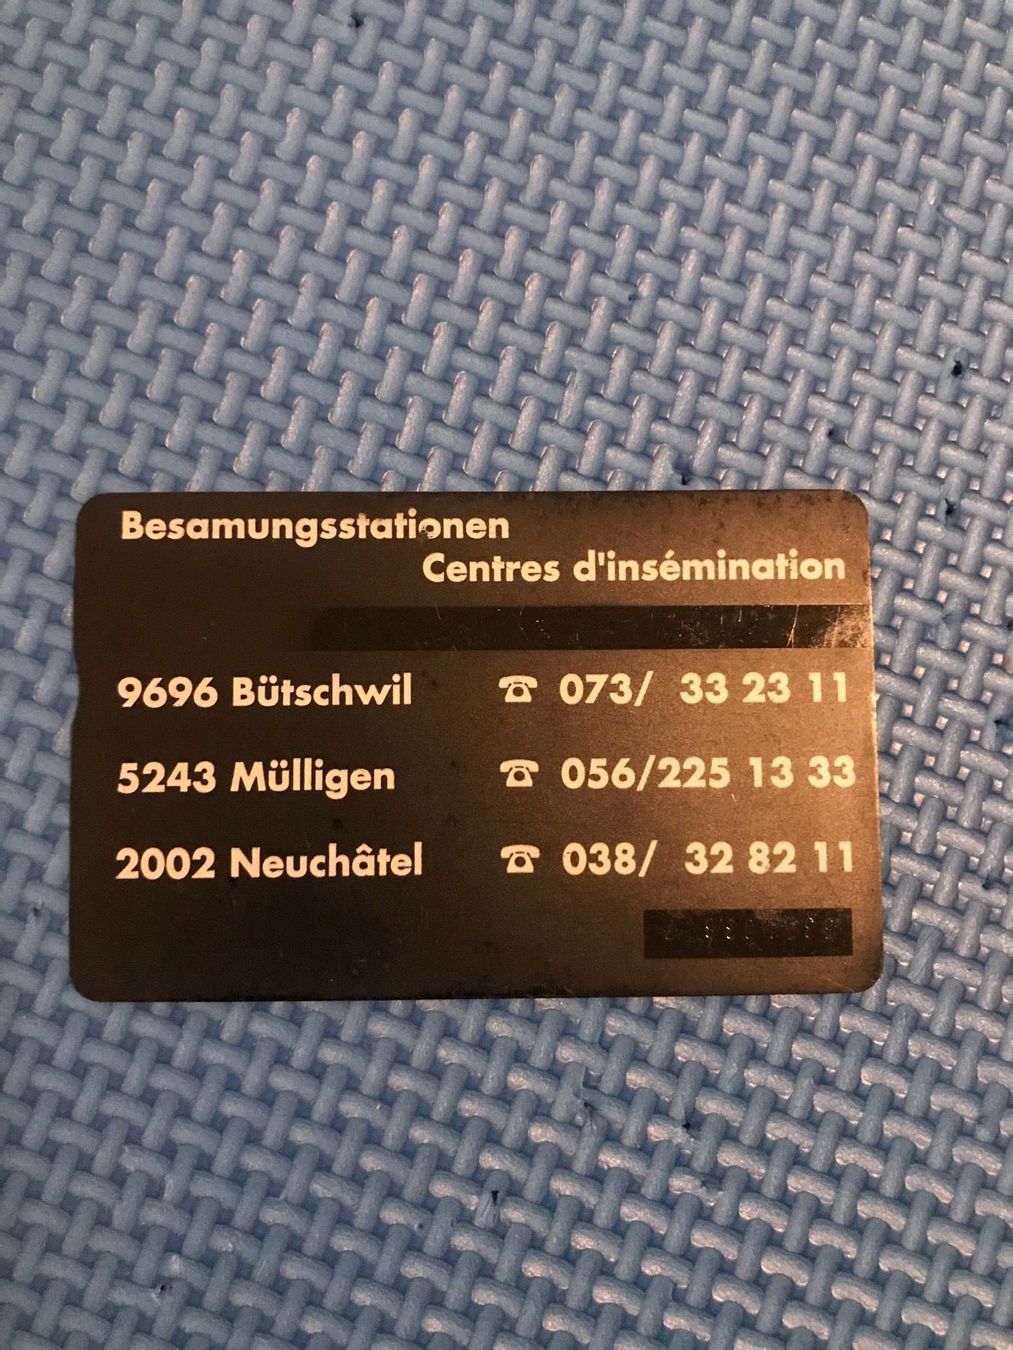 Besamungsstationen
Centres d'insémination
9696 Bütschwil ☎ 073/ 33 23 11
5243 Mülligen ☎ 056/225 13 33
2002 Neuchâtel ☎ 038/ 32 82 11